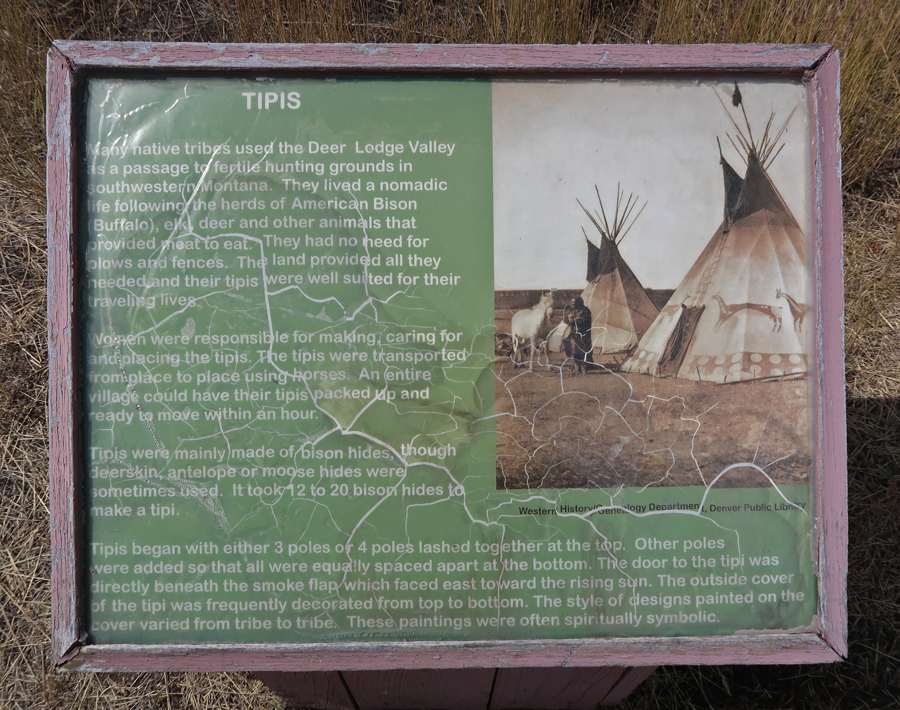 TIPIS
Many native tribes used the Deer Lodge Valley
as a passage to fertile hunting grounds in
southwestern Montana. They lived a nomadic
life following the herds of American Bison
(Buffalo), elk, deer and other animals that
provided meat to eat. They had no need for
plows and fences. The land provided all they
needed and their tipis were well suited for their
traveling lives.
Women were responsible for making, caring for
and placing the tipis. The tipis were transported
from place to place using horses. An entire
village could have their tipis packed up and
ready to move within an hour.
Tipis were mainly made of bison hides, though
deerskin, antelope or moose hides were
sometimes used. It took 12 to 20 bison hides to
make a tipi.
Western History/Genealogy Department, Denver Public Library
Tipis began with either 3 poles or 4 poles lashed together at the top. Other poles
were added so that all were equally spaced apart at the bottom. The door to the tipi was
directly beneath the smoke flap which faced east toward the rising sun. The outside cover
of the tipi was frequently decorated from top to bottom. The style of designs painted on the
cover varied from tribe to tribe. These paintings were often spiritually symbolic.